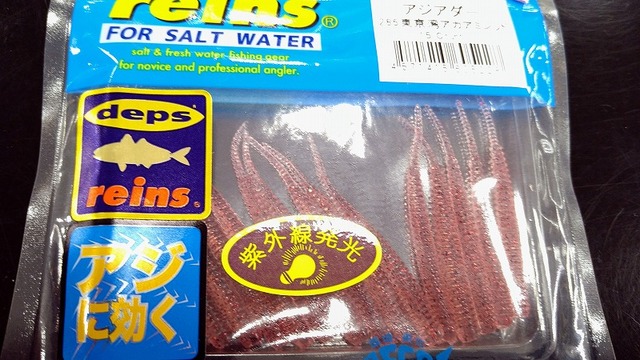 reins®
FOR SALT WATER
salt & fresh water fishing gear
for novice and professional angler.
アジアダー
deps
reins
紫外線発光
アジ
に効く